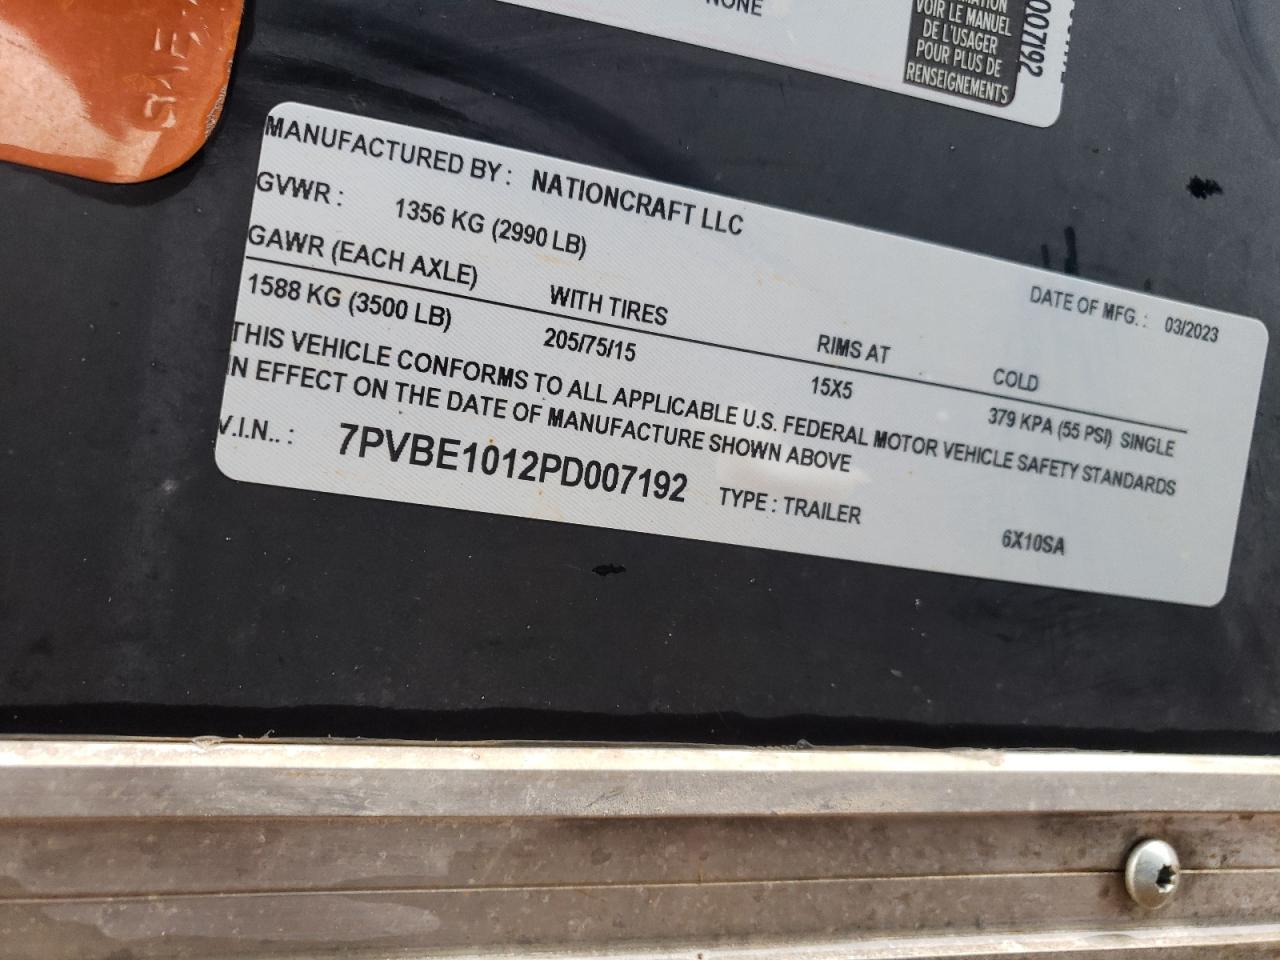 NONE
VOIR LE MANUEL
DE L'USAGER
POUR PLUS DE
RENSEIGNEMENTS
007192
MANUFACTURED BY: NATIONCRAFT LLC
GVWR: 1356 KG (2990 LB)
DATE OF MFG.: 03/2023
GAWR (EACH AXLE) WITH TIRES RIMS AT COLD
1588 KG (3500 LB) 205/75/15 15X5 379 KPA (55 PSI) SINGLE
THIS VEHICLE CONFORMS TO ALL APPLICABLE U.S. FEDERAL MOTOR VEHICLE SAFETY STANDARDS
IN EFFECT ON THE DATE OF MANUFACTURE SHOWN ABOVE
V.I.N..: 7PVBE1012PD007192 TYPE: TRAILER 6X10SA